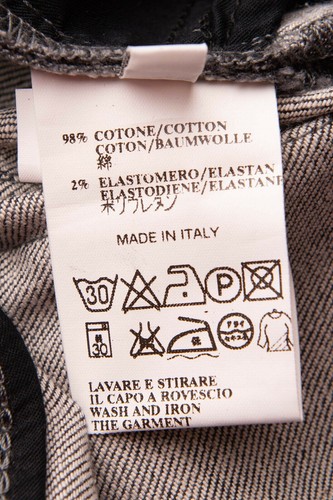 98% COTONE/COTTON
COTON/BAUMWOLLE
綿
2% ELASTOMERO/ELASTAN
ELASTODIENE/ELASTANE
ポリウレタン
MADE IN ITALY
30 P
30
LAVARE E STIRARE
IL CAPO A ROVESCIO
WASH AND IRON
THE GARMENT